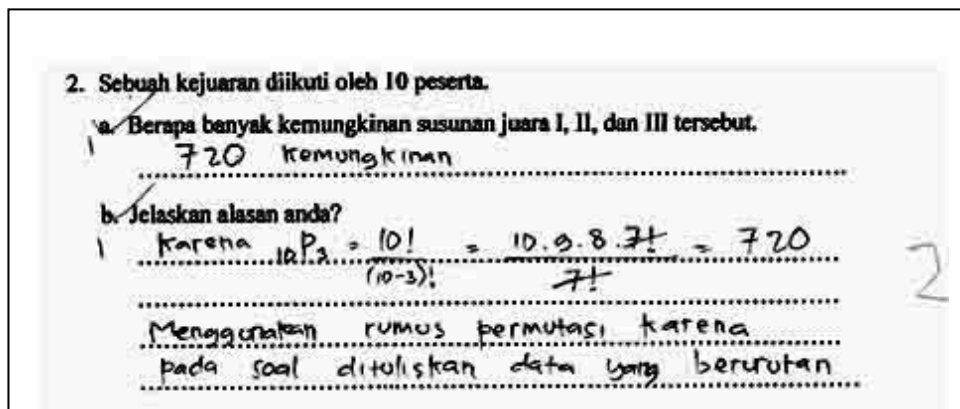 2. Sebuah kejuaran diikuti oleh 10 peserta.
a. Berapa banyak kemungkinan susunan juara I, II, dan III tersebut.
1
720 kemungkinan
b. Jelaskan alasan anda?
1
Karena 10P3 = 10! / (10-3)! = 10.9.8.7! / 7! = 720
2
Menggunakan rumus permutasi karena
pada soal dituliskan data yang berurutan